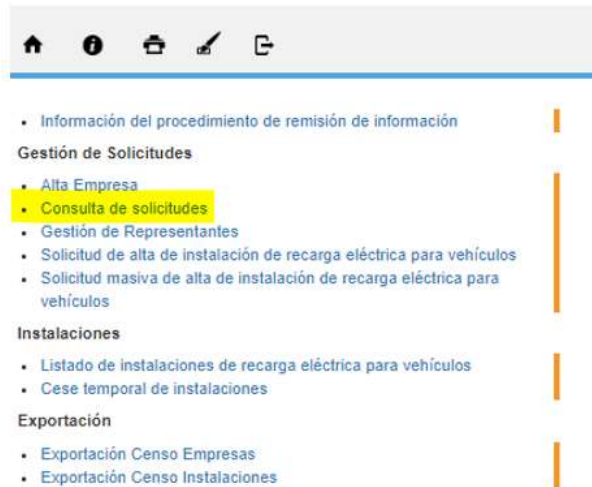 Información del procedimiento de remisión de información
Gestión de Solicitudes
Alta Empresa
Consulta de solicitudes
Gestión de Representantes
Solicitud de alta de instalación de recarga eléctrica para vehículos
Solicitud masiva de alta de instalación de recarga eléctrica para
vehículos
Instalaciones
Listado de instalaciones de recarga eléctrica para vehículos
Cese temporal de instalaciones
Exportación
Exportación Censo Empresas
Exportación Censo Instalaciones